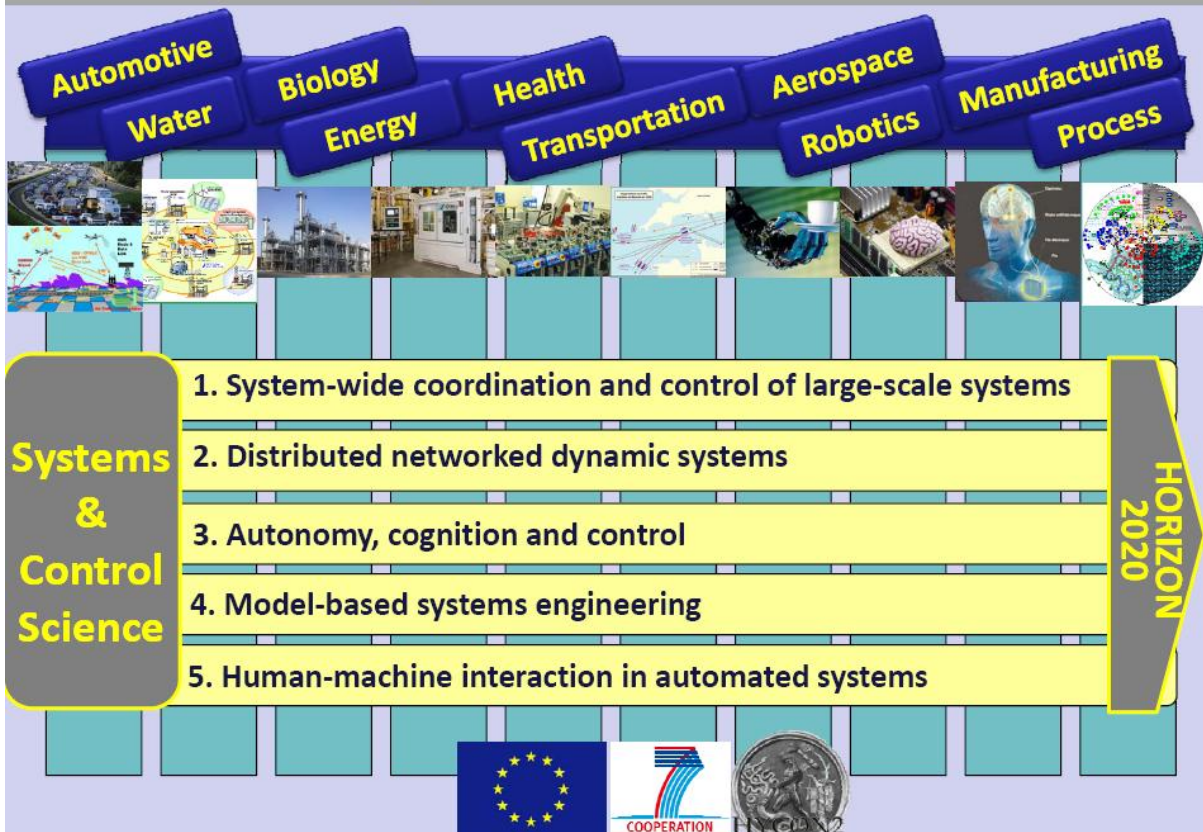 Automotive
Water
Biology
Energy
Health
Transportation
Aerospace
Robotics
Manufacturing
Process
1. System-wide coordination and control of large-scale systems
2. Distributed networked dynamic systems
3. Autonomy, cognition and control
4. Model-based systems engineering
5. Human-machine interaction in automated systems
Systems
&
Control
Science
HORIZON
2020
7
COOPERATION
HYCON2